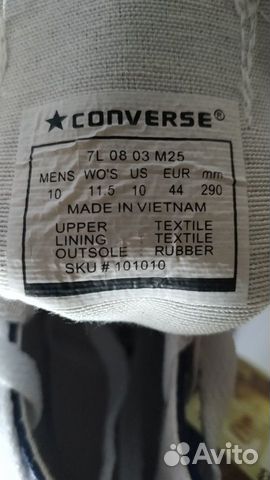 ★ CONVERSE®
7L 08 03 M25
MENS WO'S US EUR mm
10 11.5 10 44 290
MADE IN VIETNAM
UPPER TEXTILE
LINING TEXTILE
OUTSOLE RUBBER
SKU # 101010
Avito